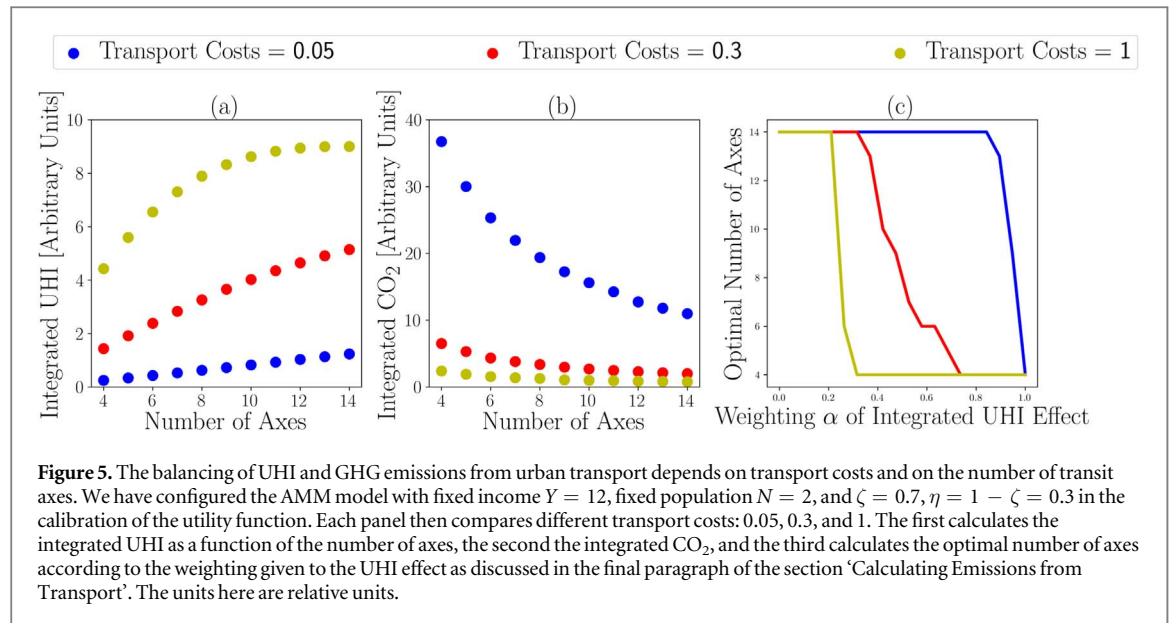 Transport Costs = 0.05
Transport Costs = 0.3
Transport Costs = 1
(a)
Integrated UHI [Arbitrary Units]
10
8
6
4
2
0
4 6 8 10 12 14
Number of Axes
(b)
Integrated CO₂ [Arbitrary Units]
40
30
20
10
0
4 6 8 10 12 14
Number of Axes
(c)
Optimal Number of Axes
14
12
10
8
6
4
0.0 0.2 0.4 0.6 0.8 1.0
Weighting α of Integrated UHI Effect
Figure 5. The balancing of UHI and GHG emissions from urban transport depends on transport costs and on the number of transit
axes. We have configured the AMM model with fixed income Y = 12, fixed population N = 2, and ζ = 0.7, η = 1 − ζ = 0.3 in the
calibration of the utility function. Each panel then compares different transport costs: 0.05, 0.3, and 1. The first calculates the
integrated UHI as a function of the number of axes, the second the integrated CO₂, and the third calculates the optimal number of axes
according to the weighting given to the UHI effect as discussed in the final paragraph of the section ‘Calculating Emissions from
Transport’. The units here are relative units.